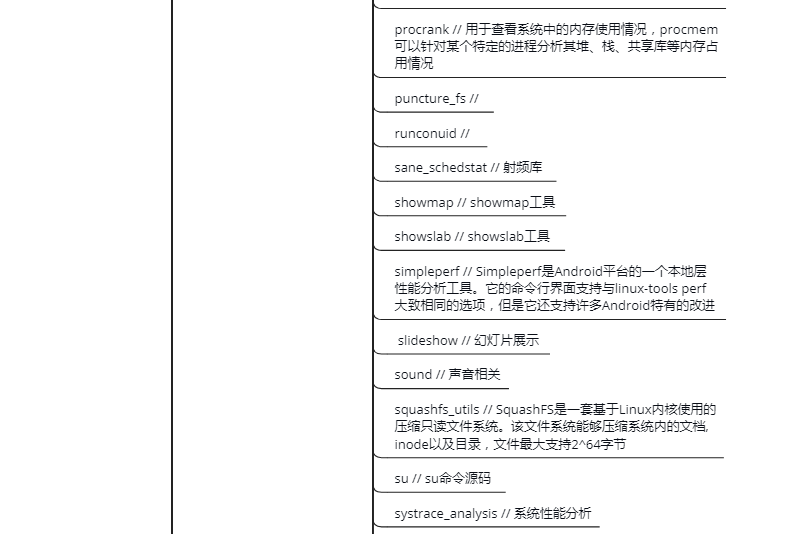 procrank // 用于查看系统中的内存使用情况，procmem
可以针对某个特定的进程分析其堆、栈、共享库等内存占
用情况
puncture_fs //
runconuid //
sane_schedstat // 射频库
showmap // showmap工具
showslab // showslab工具
simpleperf // Simpleperf是Android平台的一个本地层
性能分析工具。它的命令行界面支持与linux-tools perf
大致相同的选项，但是它还支持许多Android特有的改进
slideshow // 幻灯片展示
sound // 声音相关
squashfs_utils // SquashFS是一套基于Linux内核使用的
压缩只读文件系统。该文件系统能够压缩系统内的文档,
inode以及目录，文件最大支持2^64字节
su // su命令源码
systrace_analysis // 系统性能分析